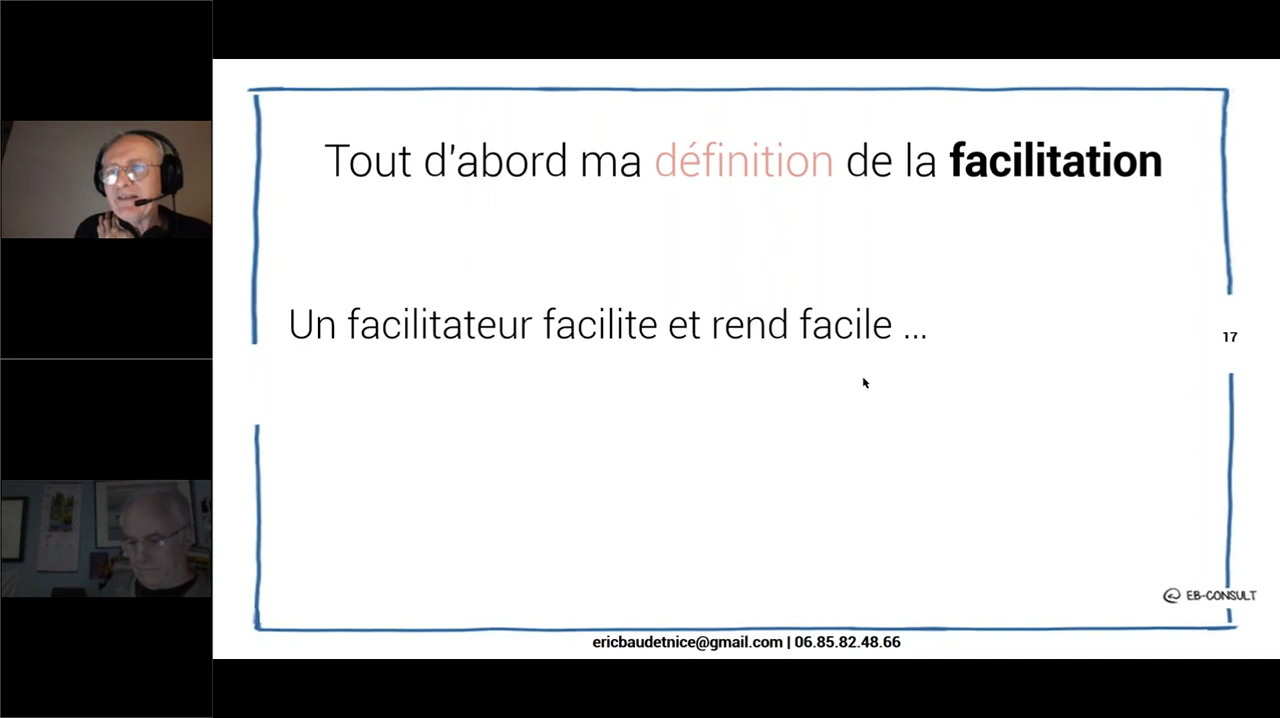 Tout d'abord ma définition de la facilitation
Un facilitateur facilite et rend facile ...
17
@ EB-CONSULT
ericbaudetnice@gmail.com | 06.85.82.48.66